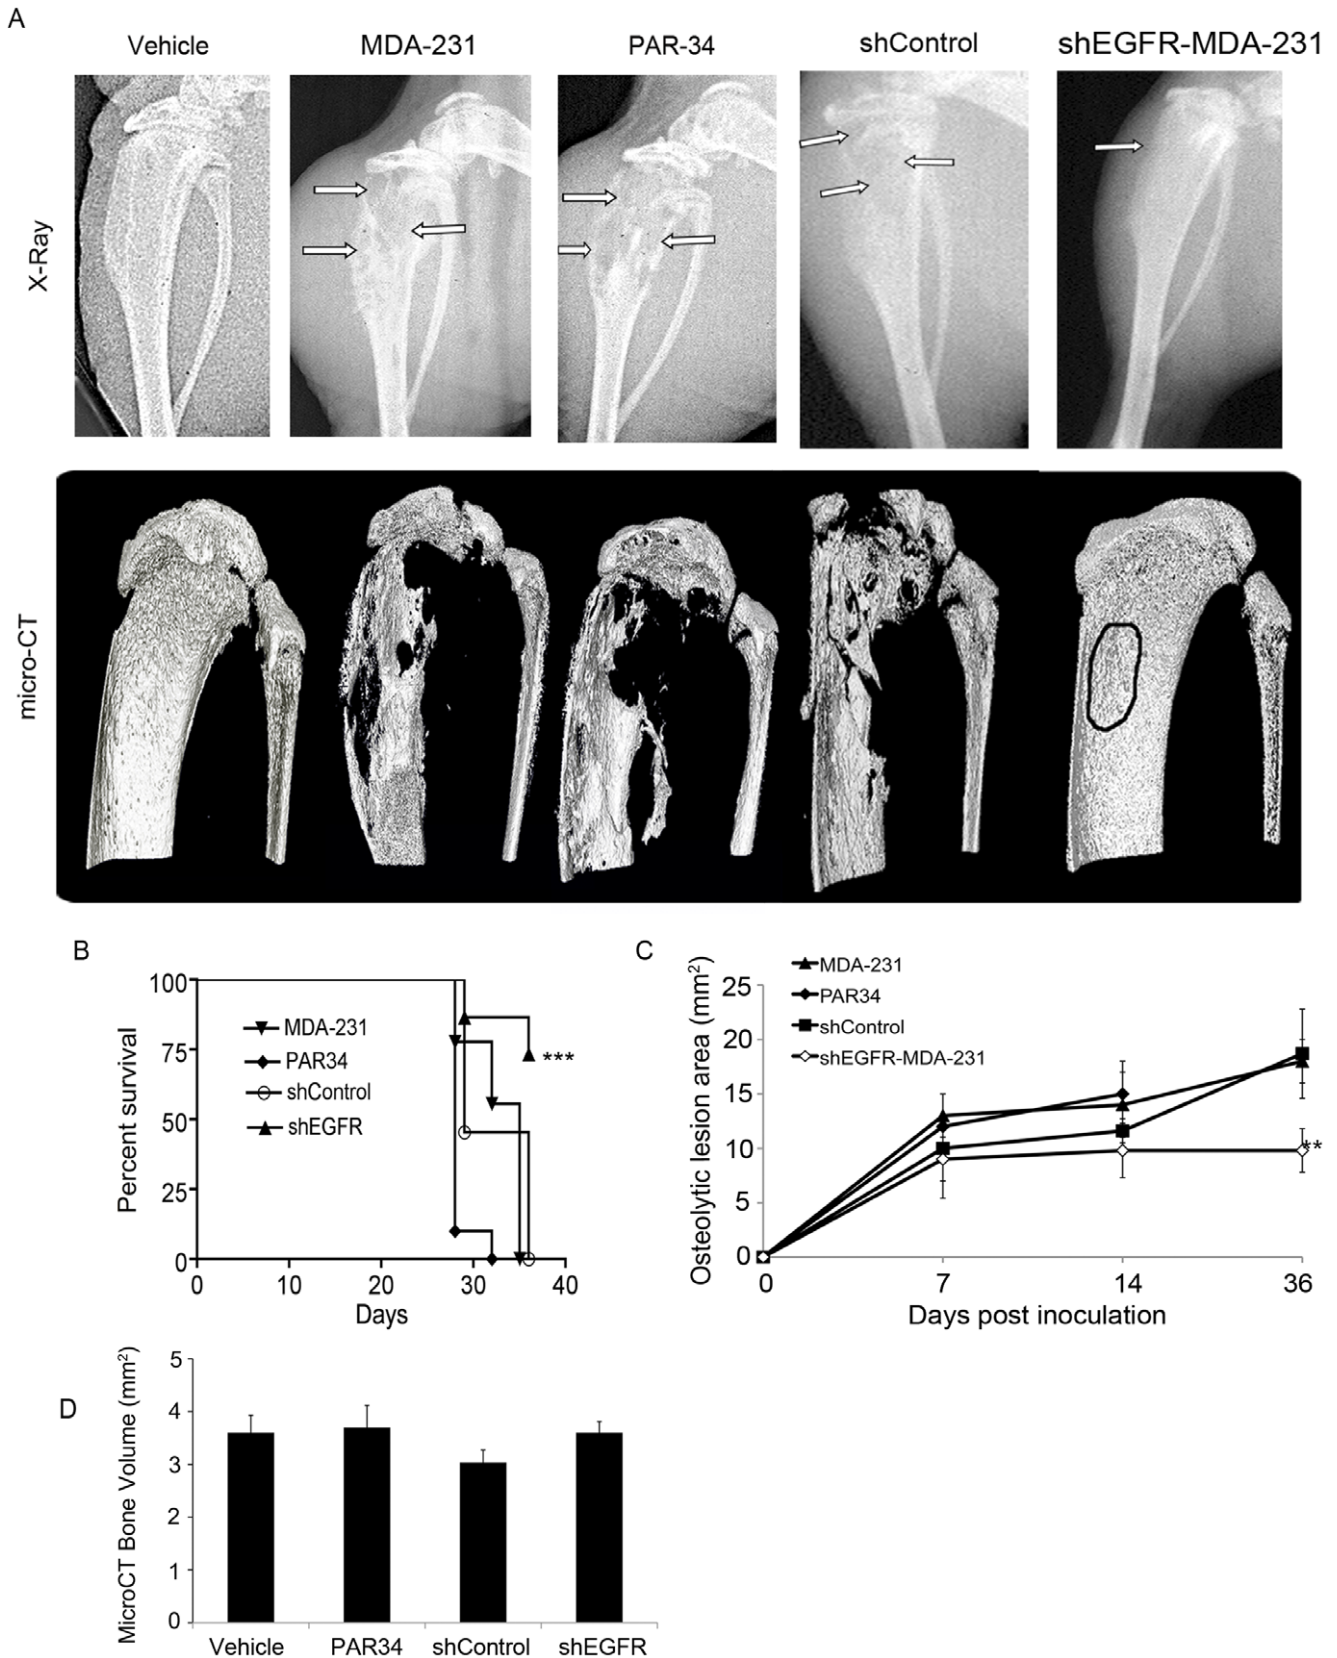 A
Vehicle MDA-231 PAR-34 shControl shEGFR-MDA-231
X-Ray
micro-CT
B
Percent survival
100
75
50
25
0
MDA-231
PAR34
shControl
shEGFR
***
0 10 20 30 40
Days
C
Osteolytic lesion area (mm²)
25
20
15
10
5
0
MDA-231
PAR34
shControl
shEGFR-MDA-231
**
0 7 14 36
Days post inoculation
D
MicroCT Bone Volume (mm²)
5
4
3
2
1
0
Vehicle PAR34 shControl shEGFR